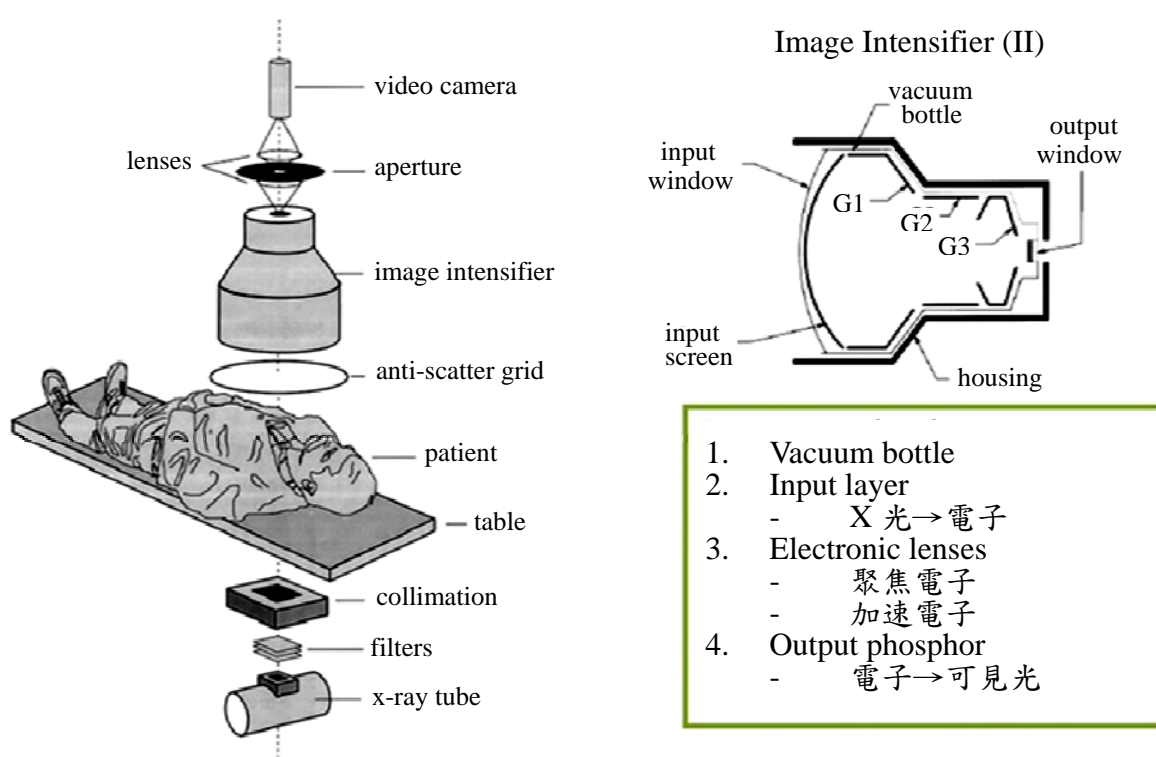 video camera
lenses
aperture
image intensifier
anti-scatter grid
patient
table
collimation
filters
x-ray tube
Image Intensifier (II)
vacuum
bottle
output
window
input
window
G1
G2
G3
input
screen
housing
1. Vacuum bottle
2. Input layer
- X 光→電子
3. Electronic lenses
- 聚焦電子
- 加速電子
4. Output phosphor
- 電子→可見光